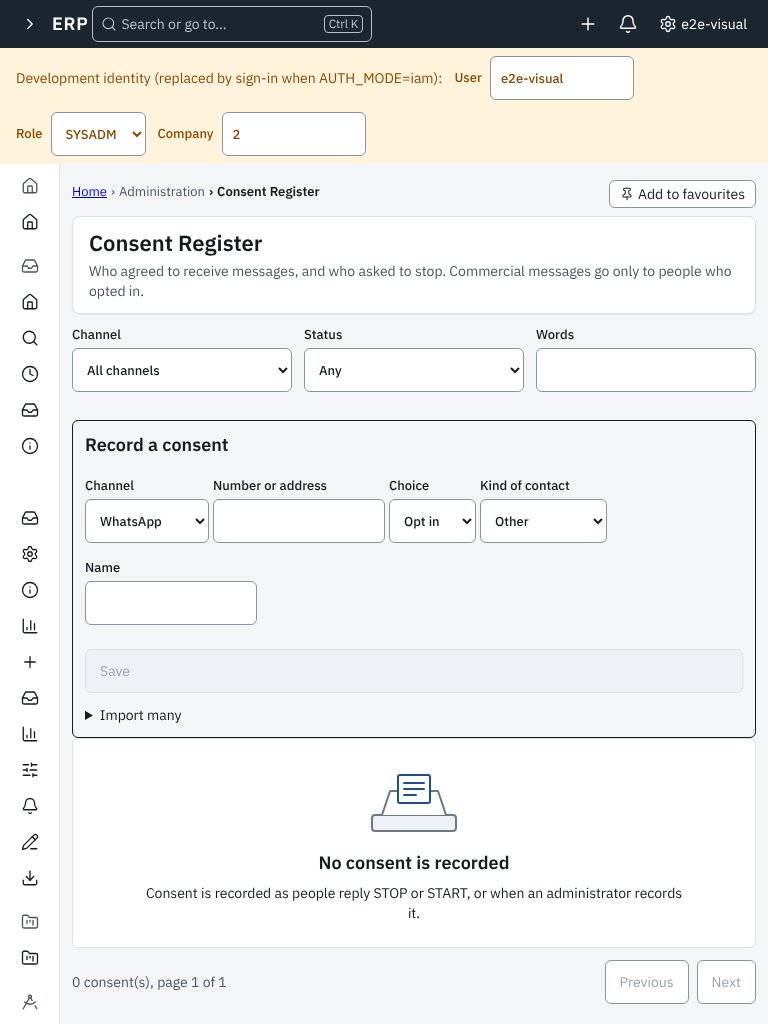 ERP
Search or go to...
Ctrl K
e2e-visual
Development identity (replaced by sign-in when AUTH_MODE=iam):
User
e2e-visual
Role
SYSADM
Company
2
Home › Administration › Consent Register
Add to favourites
Consent Register
Who agreed to receive messages, and who asked to stop. Commercial messages go only to people who
opted in.
Channel
Status
Words
All channels
Any
Record a consent
Channel
Number or address
Choice
Kind of contact
WhatsApp
Opt in
Other
Name
Save
Import many
No consent is recorded
Consent is recorded as people reply STOP or START, or when an administrator records
it.
0 consent(s), page 1 of 1
Previous
Next